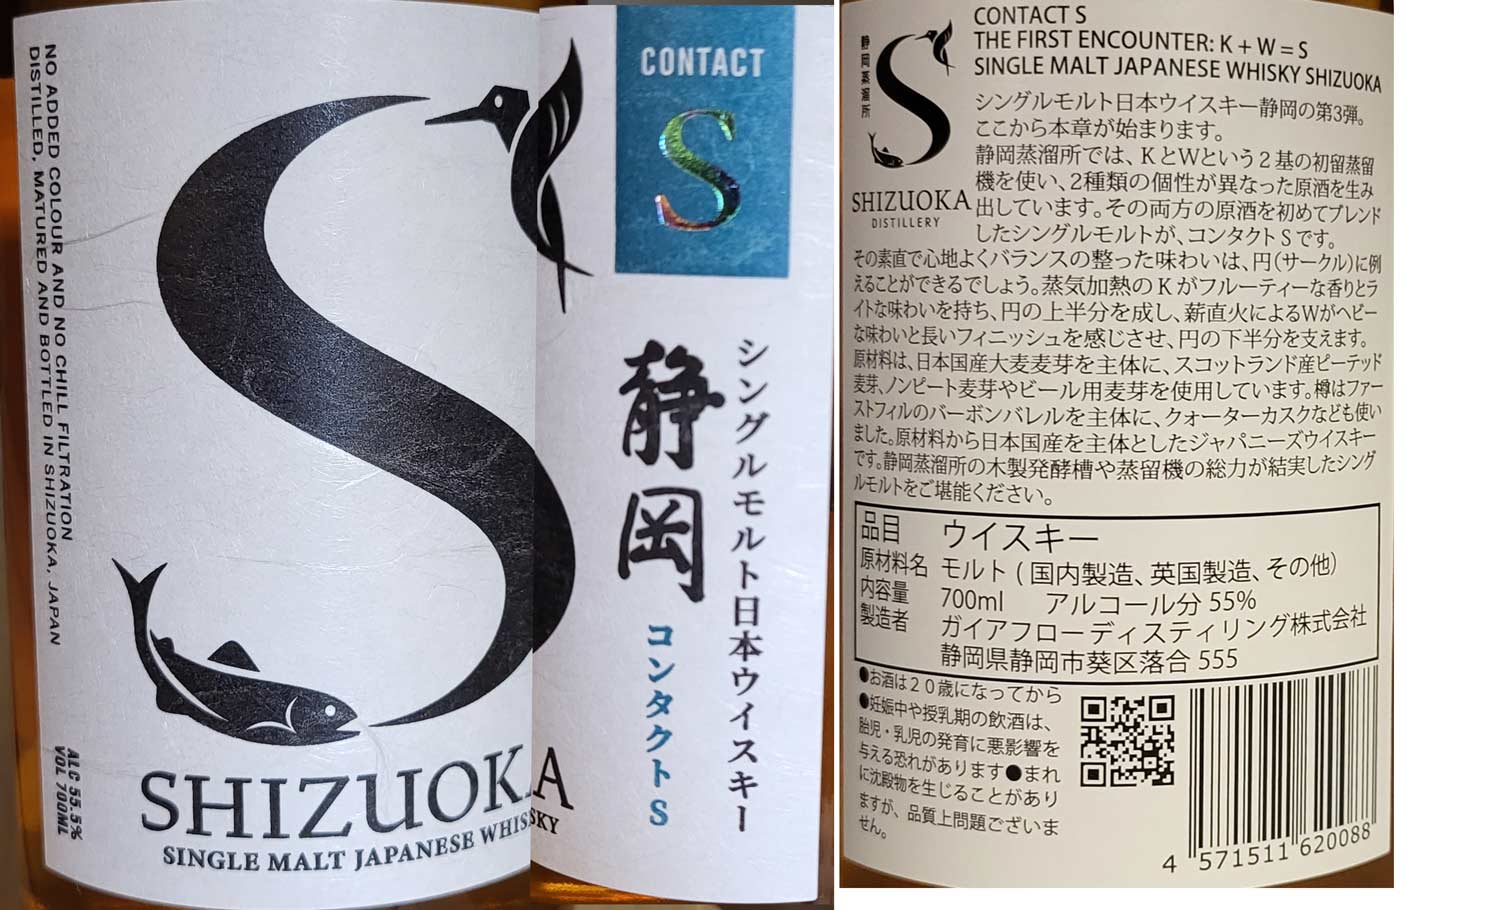 NO ADDED COLOUR AND NO CHILL FILTRATION
DISTILLED, MATURED AND BOTTLED IN SHIZUOKA, JAPAN
ALC 55.5%
VOL 700ML
SHIZUOKA
SINGLE MALT JAPANESE WHISKY
CONTACT
S
シングルモルト日本ウイスキー
静岡
コンタクトS
静岡蒸溜所
SHIZUOKA
DISTILLERY
CONTACT S
THE FIRST ENCOUNTER: K + W = S
SINGLE MALT JAPANESE WHISKY SHIZUOKA
シングルモルト日本ウイスキー静岡の第3弾。
ここから本章が始まります。
静岡蒸溜所では、KとWという2基の初留蒸留
機を使い、2種類の個性が異なった原酒を生み
出しています。その両方の原酒を初めてブレンド
したシングルモルトが、コンタクトSです。
その素直で心地よくバランスの整った味わいは、円(サークル)に例
えることができるでしょう。蒸気加熱のKがフルーティーな香りとラ
イトな味わいを持ち、円の上半分を成し、薪直火によるWがヘビー
な味わいと長いフィニッシュを感じさせ、円の下半分を支えます。
原材料は、日本国産大麦麦芽を主体に、スコットランド産ピーテッド
麦芽、ノンピート麦芽やビール用麦芽を使用しています。樽はファー
ストフィルのバーボンバレルを主体に、クォーターカスクなども使い
ました。原材料から日本国産を主体としたジャパニーズウイスキー
です。静岡蒸溜所の木製発酵槽や蒸留機の総力が結実したシング
ルモルトをご堪能ください。
品目 ウイスキー
原材料名 モルト (国内製造、英国製造、その他)
内容量 700ml アルコール分 55%
製造者 ガイアフローディスティリング株式会社
静岡県静岡市葵区落合 555
●お酒は20歳になってから
●妊娠中や授乳期の飲酒は、
胎児・乳児の発育に悪影響を
与える恐れがあります●まれ
に沈殿物を生じることがあり
ますが、品質上問題ございま
せん。
4 571511 620088